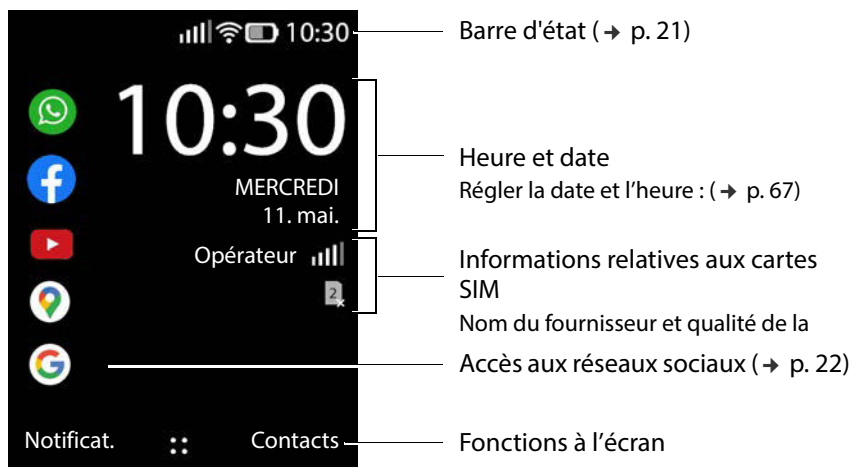 10:30
Barre d'état (➜ p. 21)
10:30
MERCREDI
11. mai.
Heure et date
Régler la date et l’heure : (➜ p. 67)
Opérateur
2
Informations relatives aux cartes
SIM
Nom du fournisseur et qualité de la
Accès aux réseaux sociaux (➜ p. 22)
Notificat.
Contacts
Fonctions à l’écran